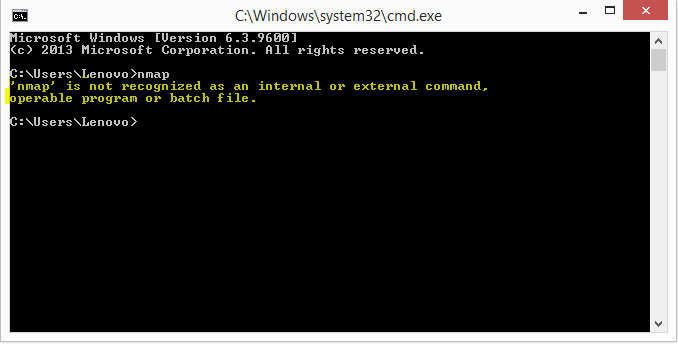 C:\Windows\system32\cmd.exe
Microsoft Windows [Version 6.3.9600]
(c) 2013 Microsoft Corporation. All rights reserved.
C:\Users\Lenovo>nmap
'nmap' is not recognized as an internal or external command,
operable program or batch file.
C:\Users\Lenovo>